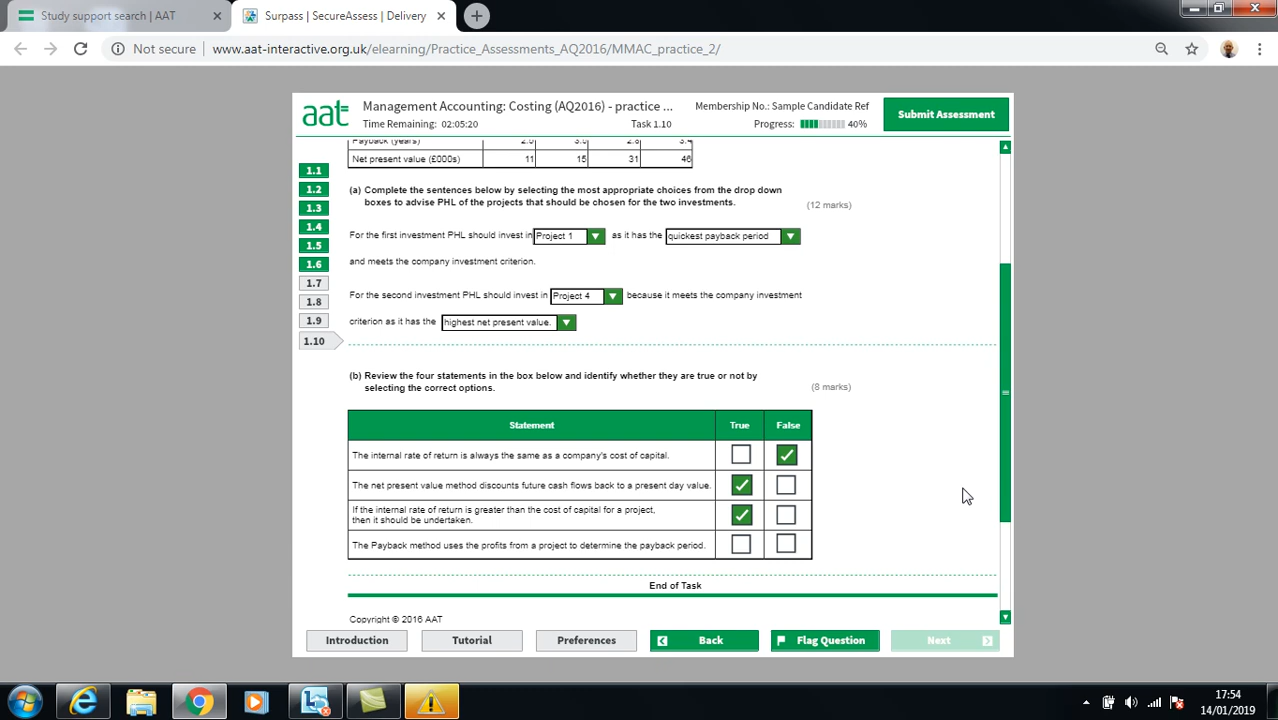 Study support search | AAT
Surpass | SecureAssess | Delivery
Not secure | www.aat-interactive.org.uk/elearning/Practice_Assessments_AQ2016/MMAC_practice_2/
aat
Management Accounting: Costing (AQ2016) - practice ...
Membership No.: Sample Candidate Ref
Submit Assessment
Time Remaining: 02:05:20
Task 1.10
Progress: 40%
Payback (years)
Net present value (£000s) 11 15 31 46
1.1
1.2
1.3
1.4
1.5
1.6
1.7
1.8
1.9
1.10
(a) Complete the sentences below by selecting the most appropriate choices from the drop down
boxes to advise PHL of the projects that should be chosen for the two investments.
(12 marks)
For the first investment PHL should invest in Project 1 as it has the quickest payback period
and meets the company investment criterion.
For the second investment PHL should invest in Project 4 because it meets the company investment
criterion as it has the highest net present value.
(b) Review the four statements in the box below and identify whether they are true or not by
selecting the correct options.
(8 marks)
Statement True False
The internal rate of return is always the same as a company's cost of capital.
The net present value method discounts future cash flows back to a present day value.
If the internal rate of return is greater than the cost of capital for a project,
then it should be undertaken.
The Payback method uses the profits from a project to determine the payback period.
End of Task
Copyright © 2016 AAT
Introduction
Tutorial
Preferences
Back
Flag Question
Next
17:54
14/01/2019